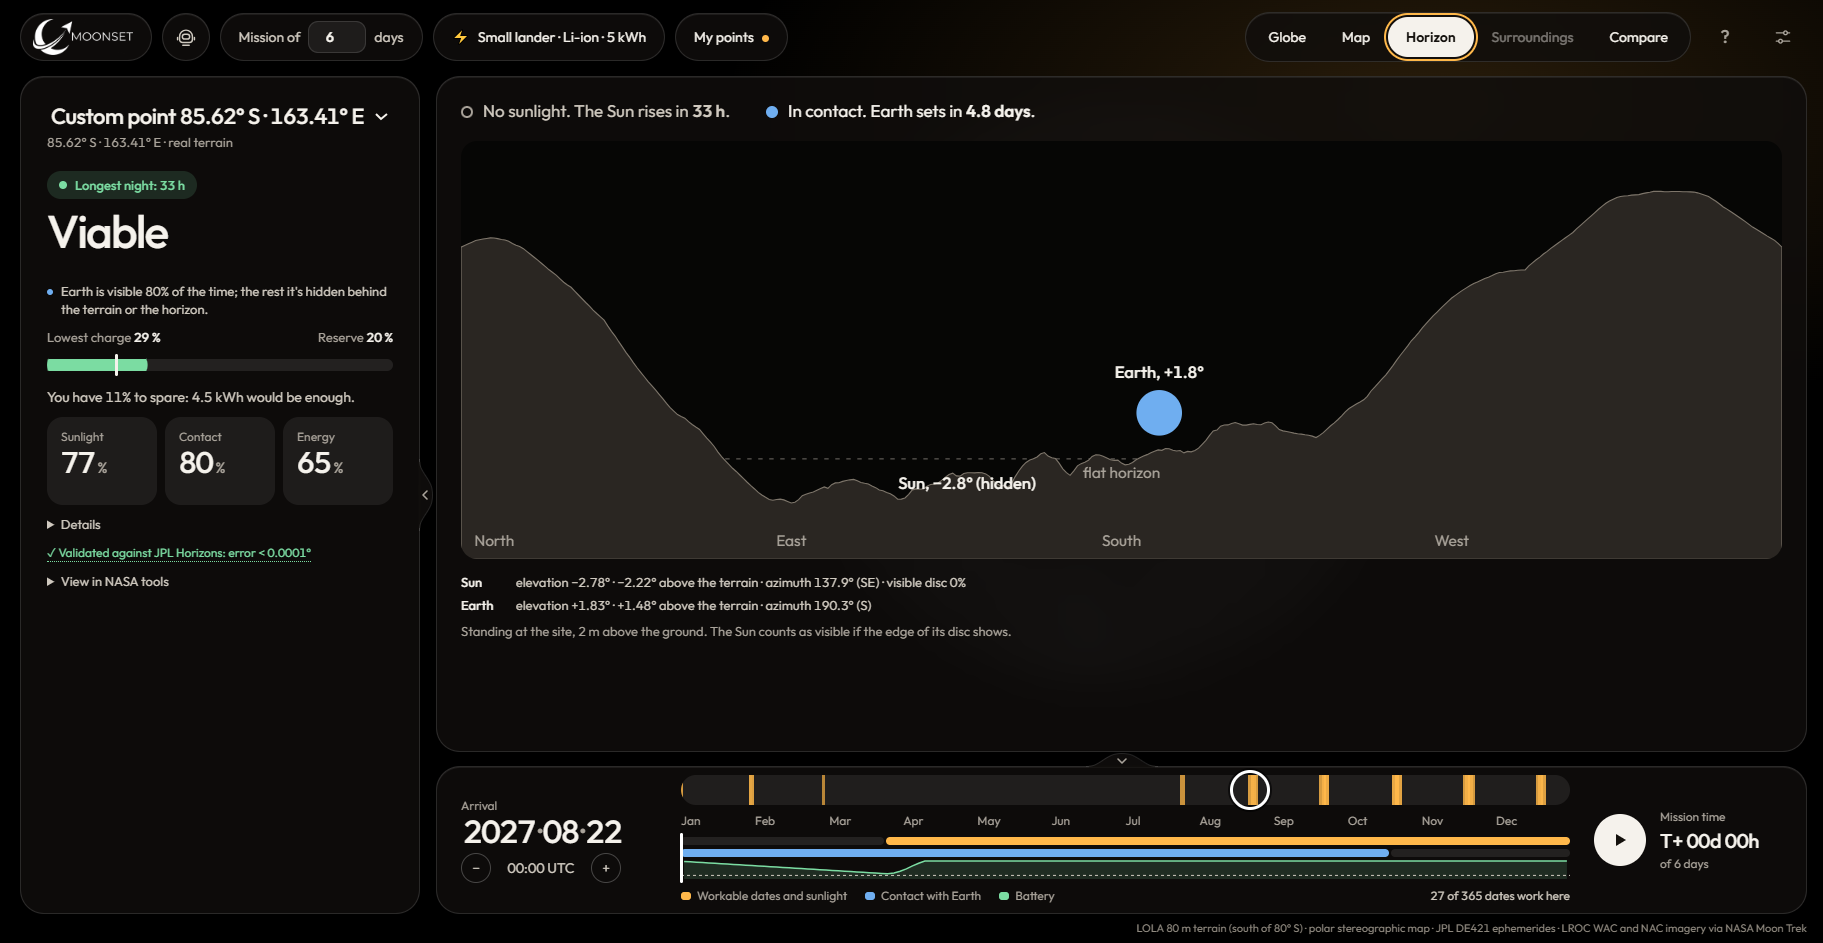 MOONSET
Mission of 6 days
Small lander · Li-ion · 5 kWh
My points
Globe
Map
Horizon
Surroundings
Compare
?
Custom point 85.62° S · 163.41° E
85.62° S · 163.41° E · real terrain
Longest night: 33 h
Viable
Earth is visible 80% of the time; the rest it's hidden behind
the terrain or the horizon.
Lowest charge 29 %
Reserve 20 %
You have 11% to spare: 4.5 kWh would be enough.
Sunlight
77 %
Contact
80 %
Energy
65 %
Details
✓ Validated against JPL Horizons: error < 0.0001°
View in NASA tools
No sunlight. The Sun rises in 33 h.
In contact. Earth sets in 4.8 days.
Earth, +1.8°
flat horizon
Sun, −2.8° (hidden)
North
East
South
West
Sun elevation −2.78° · −2.22° above the terrain · azimuth 137.9° (SE) · visible disc 0%
Earth elevation +1.83° · +1.48° above the terrain · azimuth 190.3° (S)
Standing at the site, 2 m above the ground. The Sun counts as visible if the edge of its disc shows.
Arrival
2027·08·22
− 00:00 UTC +
Jan Feb Mar Apr May Jun Jul Aug Sep Oct Nov Dec
Workable dates and sunlight
Contact with Earth
Battery
27 of 365 dates work here
Mission time
T+ 00d 00h
of 6 days
LOLA 80 m terrain (south of 80° S) · polar stereographic map · JPL DE421 ephemerides · LROC WAC and NAC imagery via NASA Moon Trek